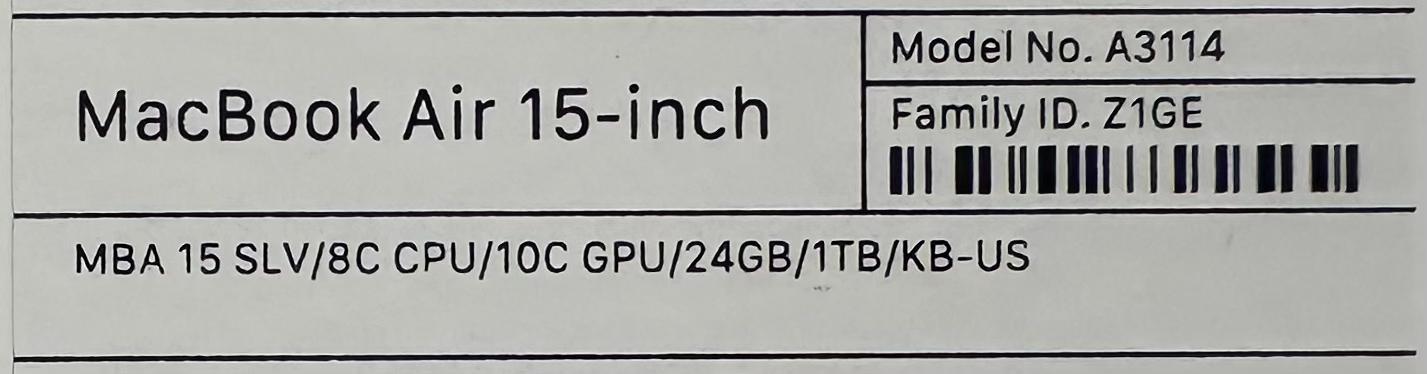 MacBook Air 15-inch
Model No. A3114
Family ID. Z1GE
MBA 15 SLV/8C CPU/10C GPU/24GB/1TB/KB-US